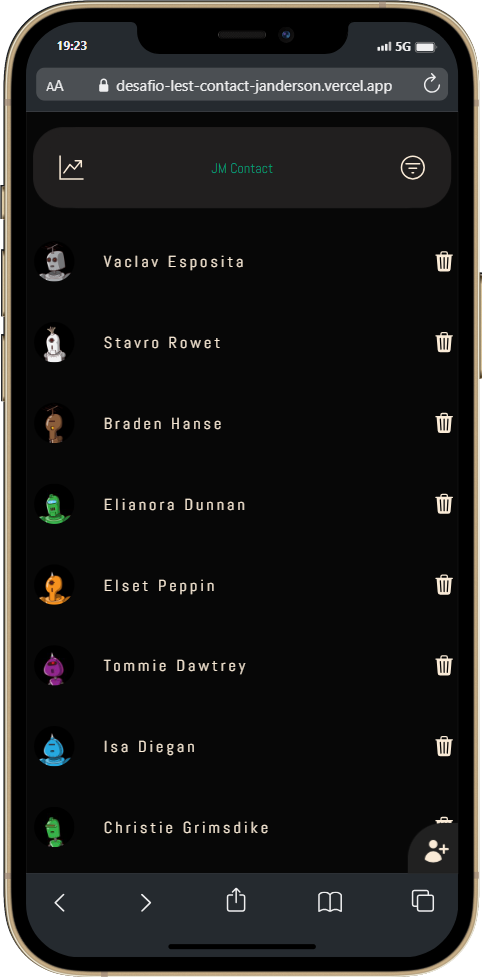 19:23
5G
AA
desafio-lest-contact-janderson.vercel.app
JM Contact
Vaclav Esposita
Stavro Rowet
Braden Hanse
Elianora Dunnan
Elset Peppin
Tommie Dawtrey
Isa Diegan
Christie Grimsdike